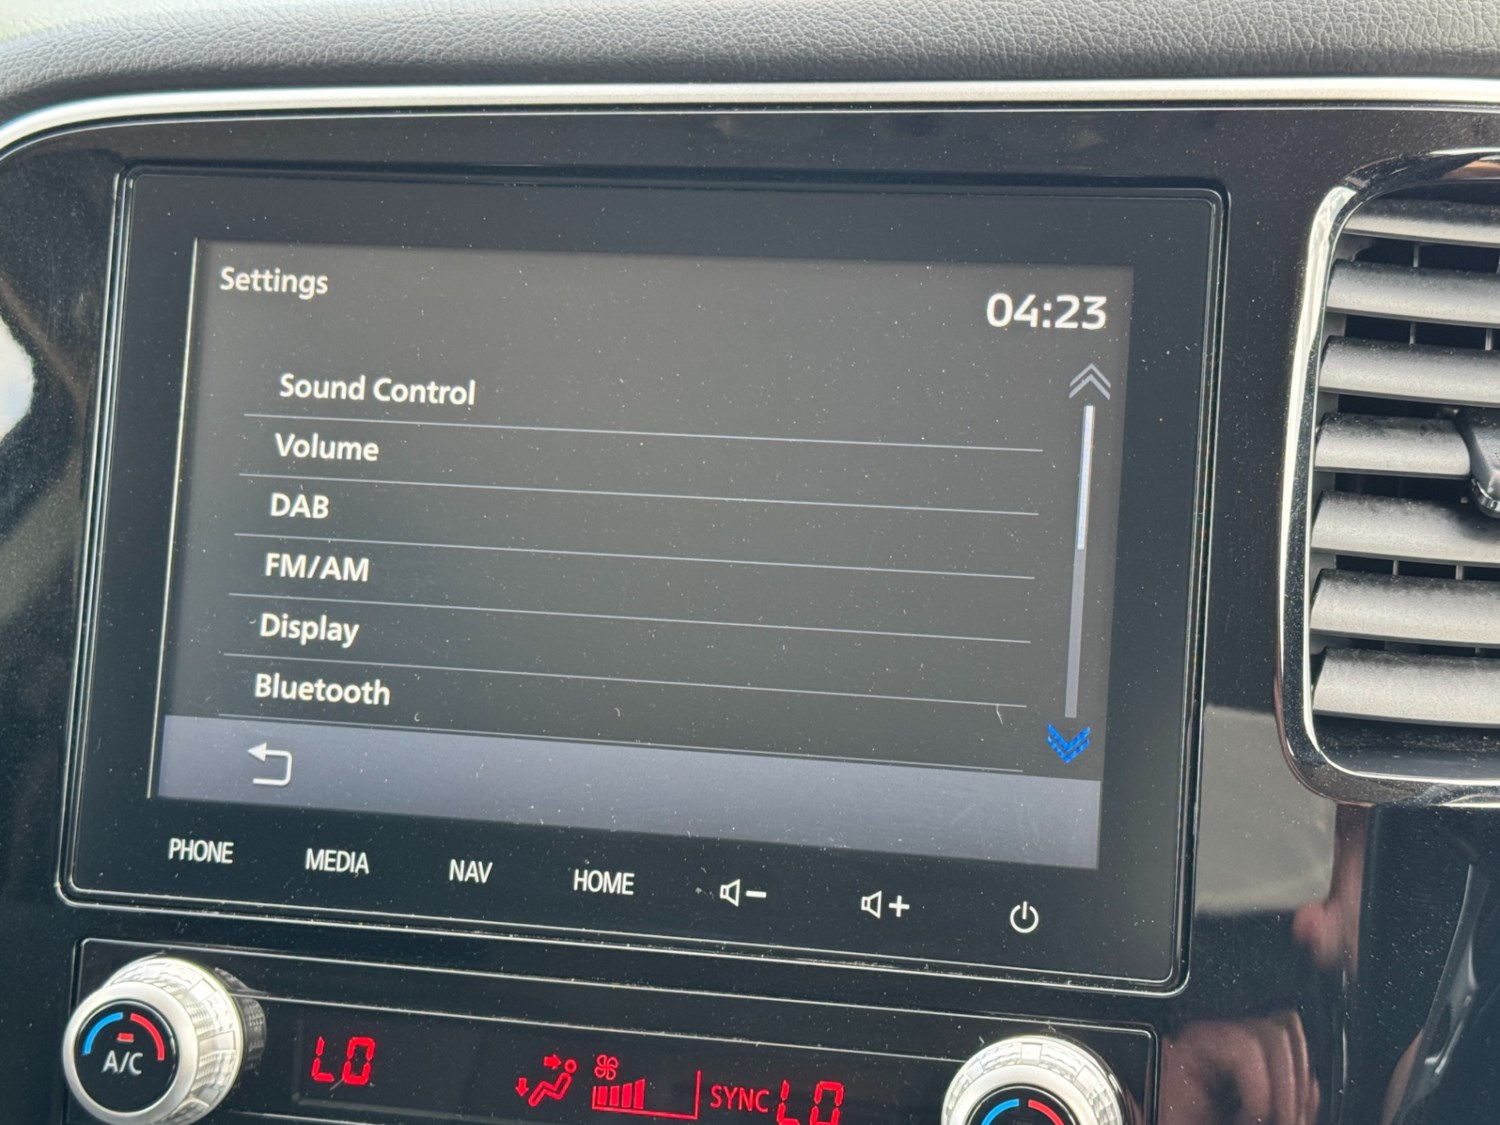 Settings
04:23
Sound Control
Volume
DAB
FM/AM
Display
Bluetooth
PHONE MEDIA NAV HOME
A/C LO SYNC LO